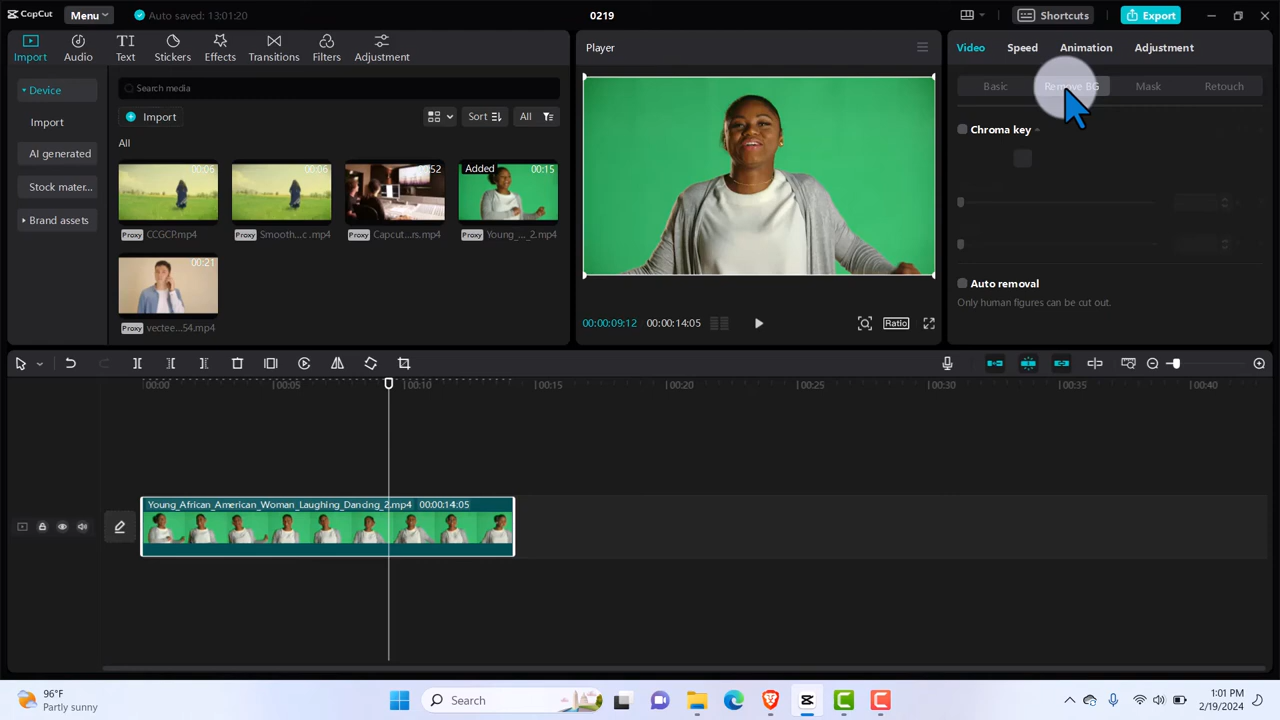 CapCut
Menu
Auto saved: 13:01:20
0219
Shortcuts
Export
Import
Audio
Text
Stickers
Effects
Transitions
Filters
Adjustment
Device
Import
AI generated
Stock mater...
Brand assets
Search media
Import
Sort
All
All
00:06
00:06
00:52
Added
00:15
Proxy CCGCP.mp4
Proxy Smooth...c .mp4
Proxy Capcut...rs.mp4
Proxy Young_..._2.mp4
00:21
Proxy vectee...54.mp4
Player
00:00:09:12
00:00:14:05
Ratio
Video
Speed
Animation
Adjustment
Basic
Remove BG
Mask
Retouch
Chroma key
Auto removal
Only human figures can be cut out.
00:00
00:05
00:10
00:15
00:20
00:25
00:30
00:35
00:40
Young_African_American_Woman_Laughing_Dancing_2.mp4 00:00:14:05
96°F
Partly sunny
Search
1:01 PM
2/19/2024